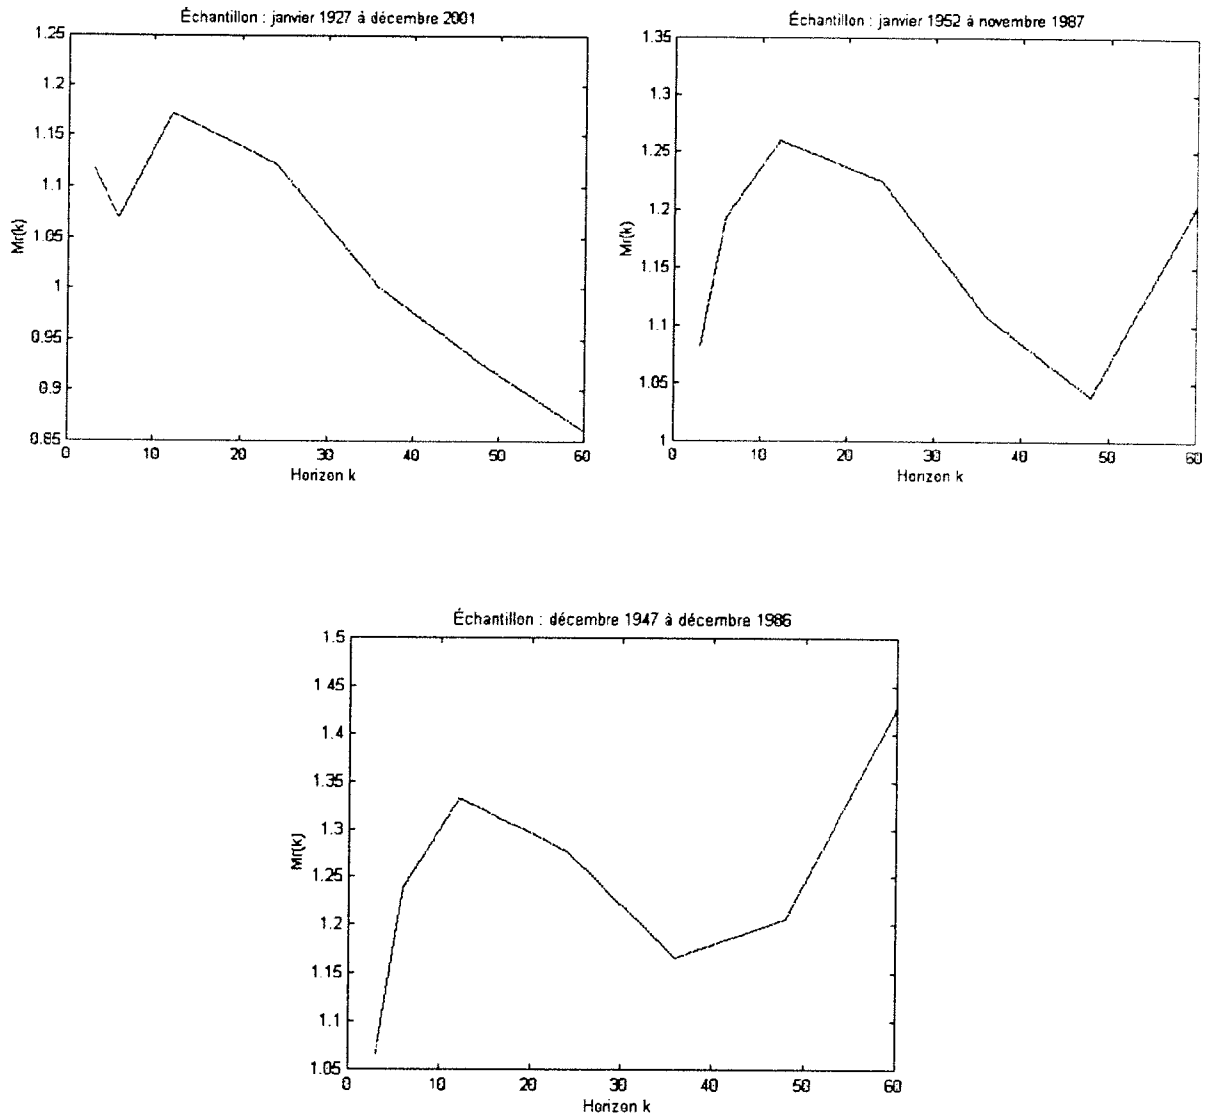 Échantillon : janvier 1927 à décembre 2001
1.25
1.2
1.15
1.1
1.05
1
0.95
0.9
0.85
Mr(k)
0 10 20 30 40 50 60
Horizon k
Échantillon : janvier 1952 à novembre 1987
1.35
1.3
1.25
1.2
1.15
1.1
1.05
1
Mr(k)
0 10 20 30 40 50 60
Horizon k
Échantillon : décembre 1947 à décembre 1986
1.5
1.45
1.4
1.35
1.3
1.25
1.2
1.15
1.1
1.05
Mr(k)
0 10 20 30 40 50 60
Horizon k